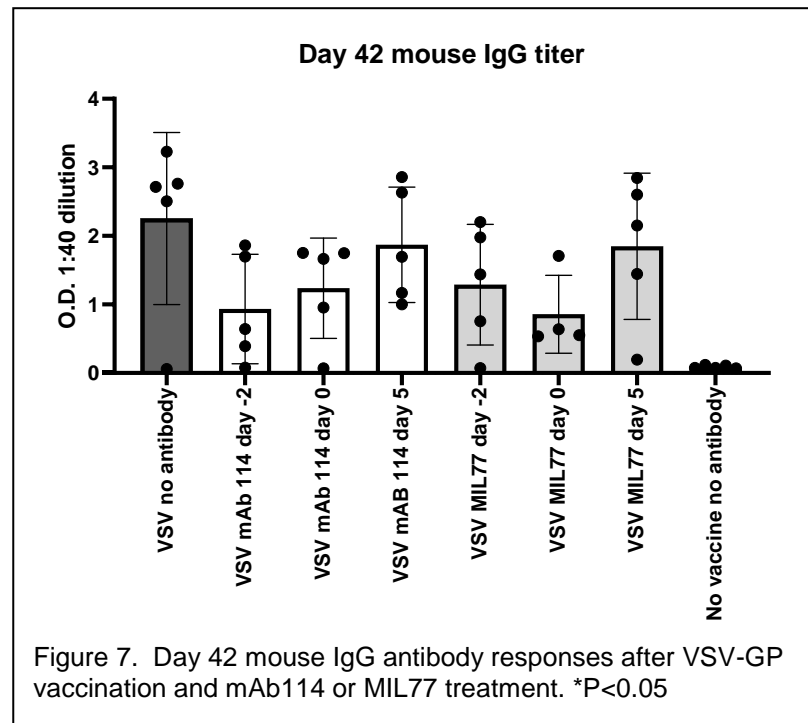 Day 42 mouse IgG titer
O.D. 1:40 dilution
4
3
2
1
0
VSV no antibody
VSV mAb 114 day -2
VSV mAb 114 day 0
VSV mAB 114 day 5
VSV MIL77 day -2
VSV MIL77 day 0
VSV MIL77 day 5
No vaccine no antibody
Figure 7.  Day 42 mouse IgG antibody responses after VSV-GP
vaccination and mAb114 or MIL77 treatment. *P<0.05